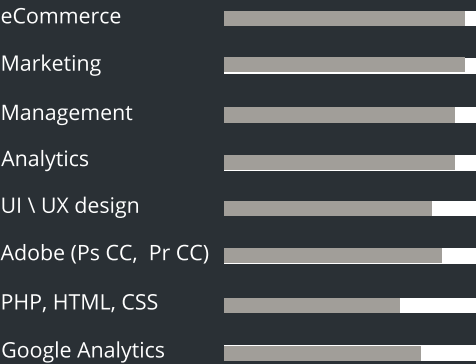 eCommerce
Marketing
Management
Analytics
UI \ UX design
Adobe (Ps CC,  Pr CC)
PHP, HTML, CSS
Google Analytics